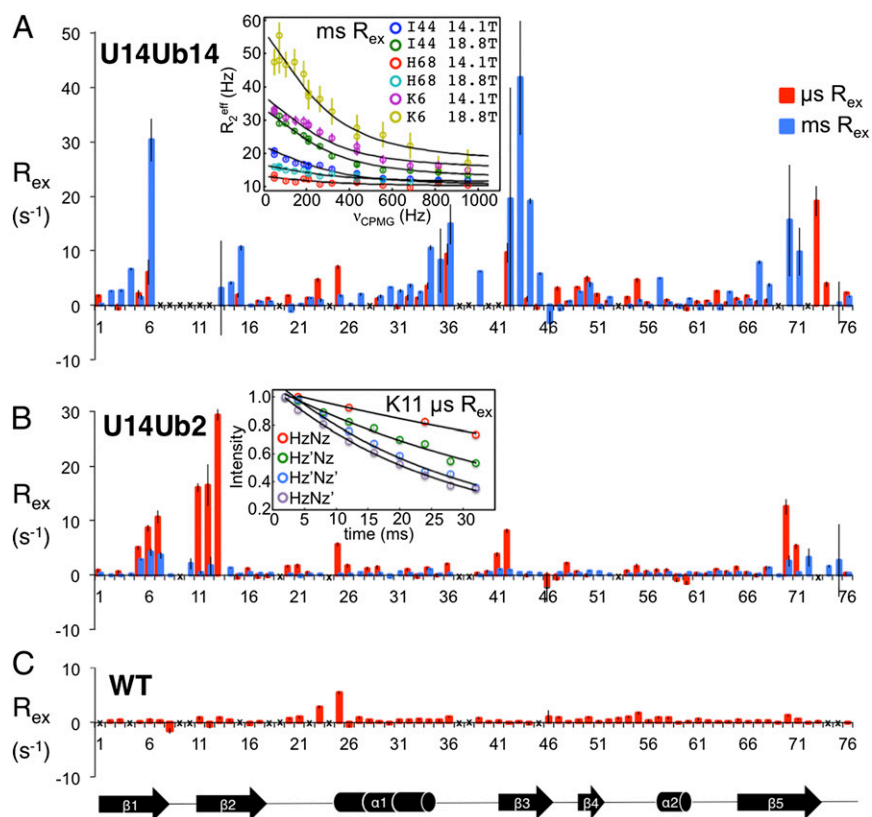 A
U14Ub14
40
30
20
10
0
-10
Rex
(s-1)
1 6 11 16 21 26 31 36 41 46 51 56 61 66 71 76
60
50
40
30
20
10
R2eff (Hz)
0 200 400 600 800 1000
νCPMG (Hz)
ms Rex
I44 14.1T
I44 18.8T
H68 14.1T
H68 18.8T
K6 14.1T
K6 18.8T
μs Rex
ms Rex
B
U14Ub2
30
20
10
0
-10
Rex
(s-1)
1 6 11 16 21 26 31 36 41 46 51 56 61 66 71 76
1.0
0.8
0.6
0.4
0.2
Intensity
0 5 10 15 20 25 30
time (ms)
K11 μs Rex
HzNz
Hz'Nz
Hz'Nz'
HzNz'
C
WT
10
0
-10
Rex
(s-1)
1 6 11 16 21 26 31 36 41 46 51 56 61 66 71 76
β1 β2 α1 β3 β4 α2 β5